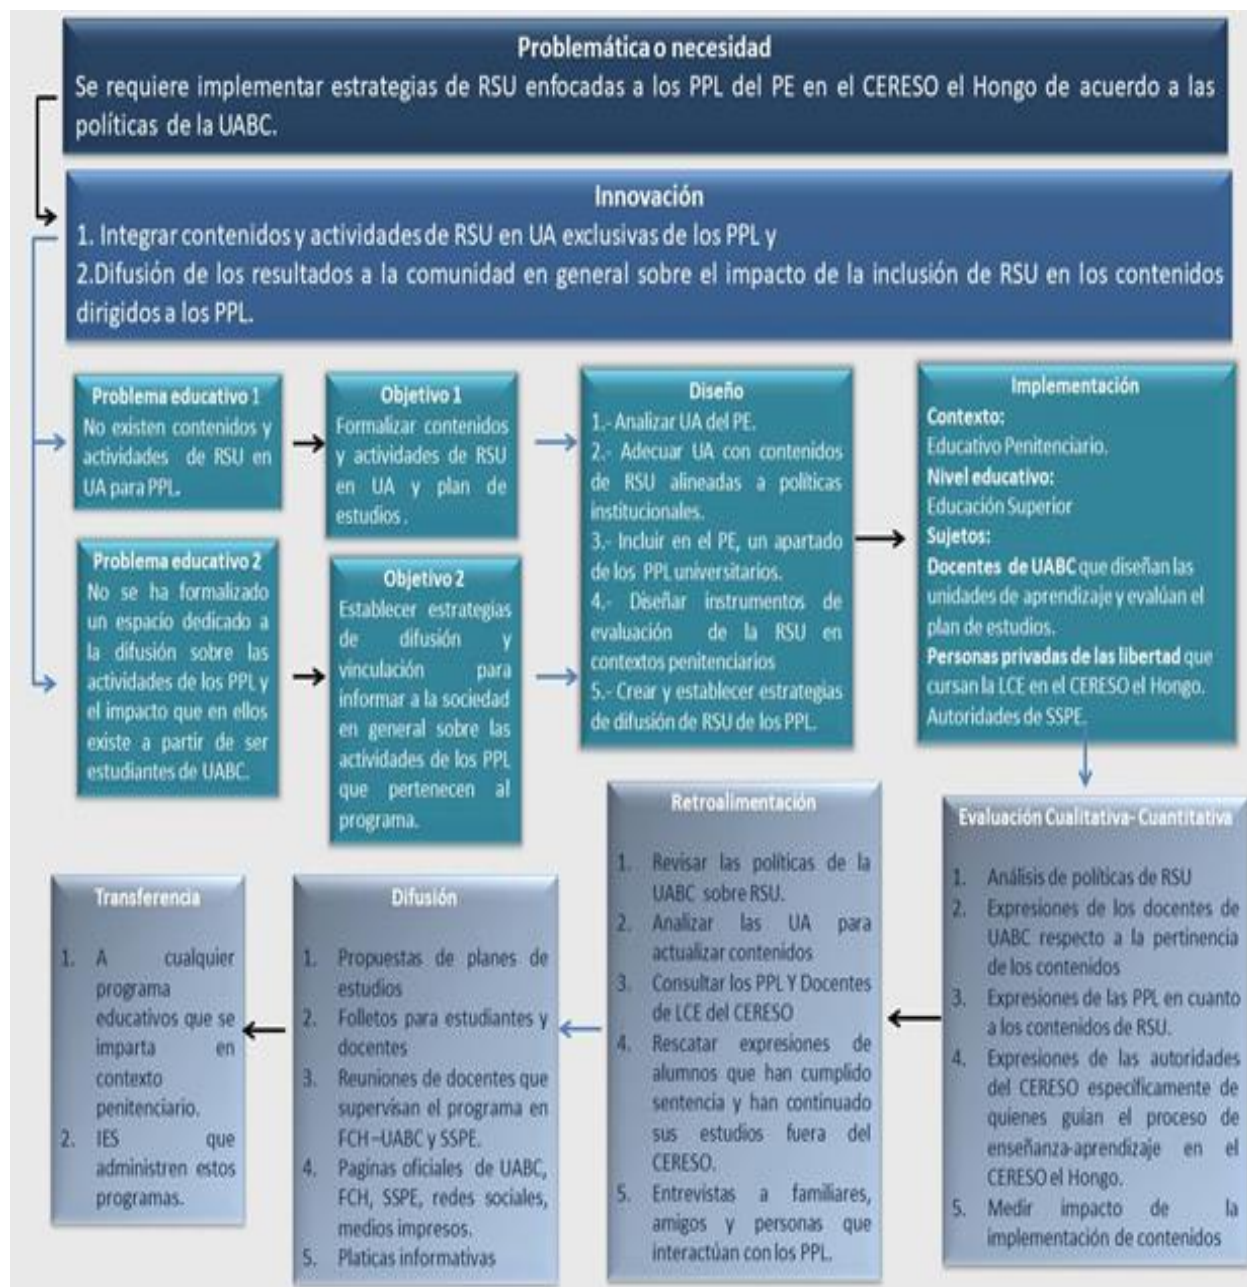 Problemática o necesidad
Se requiere implementar estrategias de RSU enfocadas a los PPL del PE en el CERESO el Hongo de acuerdo a las
políticas de la UABC.
Innovación
1. Integrar contenidos y actividades de RSU en UA exclusivas de los PPL y
2.Difusión de los resultados a la comunidad en general sobre el impacto de la inclusión de RSU en los contenidos
dirigidos a los PPL.
Problema educativo 1
No existen contenidos y
actividades de RSU en
UA para PPL.
Objetivo 1
Formalizar contenidos
y actividades de RSU
en UA y plan de
estudios .
Problema educativo 2
No se ha formalizado
un espacio dedicado a
la difusión sobre las
actividades de los PPL y
el impacto que en ellos
existe a partir de ser
estudiantes de UABC.
Objetivo 2
Establecer estrategias
de difusión y
vinculación para
informar a la sociedad
en general sobre las
actividades de los PPL
que pertenecen al
programa.
Diseño
1.- Analizar UA del PE.
2.- Adecuar UA con contenidos
de RSU alineadas a políticas
institucionales.
3.- Incluir en el PE, un apartado
de los PPL universitarios.
4.- Diseñar instrumentos de
evaluación de la RSU en
contextos penitenciarios
5.- Crear y establecer estrategias
de difusión de RSU de los PPL.
Implementación
Contexto:
Educativo Penitenciario.
Nivel educativo:
Educación Superior
Sujetos:
Docentes de UABC que diseñan las
unidades de aprendizaje y evalúan el
plan de estudios.
Personas privadas de las libertad que
cursan la LCE en el CERESO el Hongo.
Autoridades de SSPE.
Evaluación Cualitativa- Cuantitativa
1. Análisis de políticas de RSU
2. Expresiones de los docentes de
UABC respecto a la pertinencia
de los contenidos
3. Expresiones de las PPL en cuanto
a los contenidos de RSU.
4. Expresiones de las autoridades
del CERESO específicamente de
quienes guían el proceso de
enseñanza-aprendizaje en el
CERESO el Hongo.
5. Medir impacto de la
implementación de contenidos
Retroalimentación
1. Revisar las políticas de la
UABC sobre RSU.
2. Analizar las UA para
actualizar contenidos
3. Consultar los PPL Y Docentes
de LCE del CERESO
4. Rescatar expresiones de
alumnos que han cumplido
sentencia y han continuado
sus estudios fuera del
CERESO.
5. Entrevistas a familiares,
amigos y personas que
interactúan con los PPL.
Difusión
1. Propuestas de planes de
estudios
2. Folletos para estudiantes y
docentes
3. Reuniones de docentes que
supervisan el programa en
FCH –UABC y SSPE.
4. Paginas oficiales de UABC,
FCH, SSPE, redes sociales,
medios impresos.
5. Platicas informativas
Transferencia
1. A cualquier
programa
educativos que se
imparta en
contexto
penitenciario.
2. IES que
administren estos
programas.